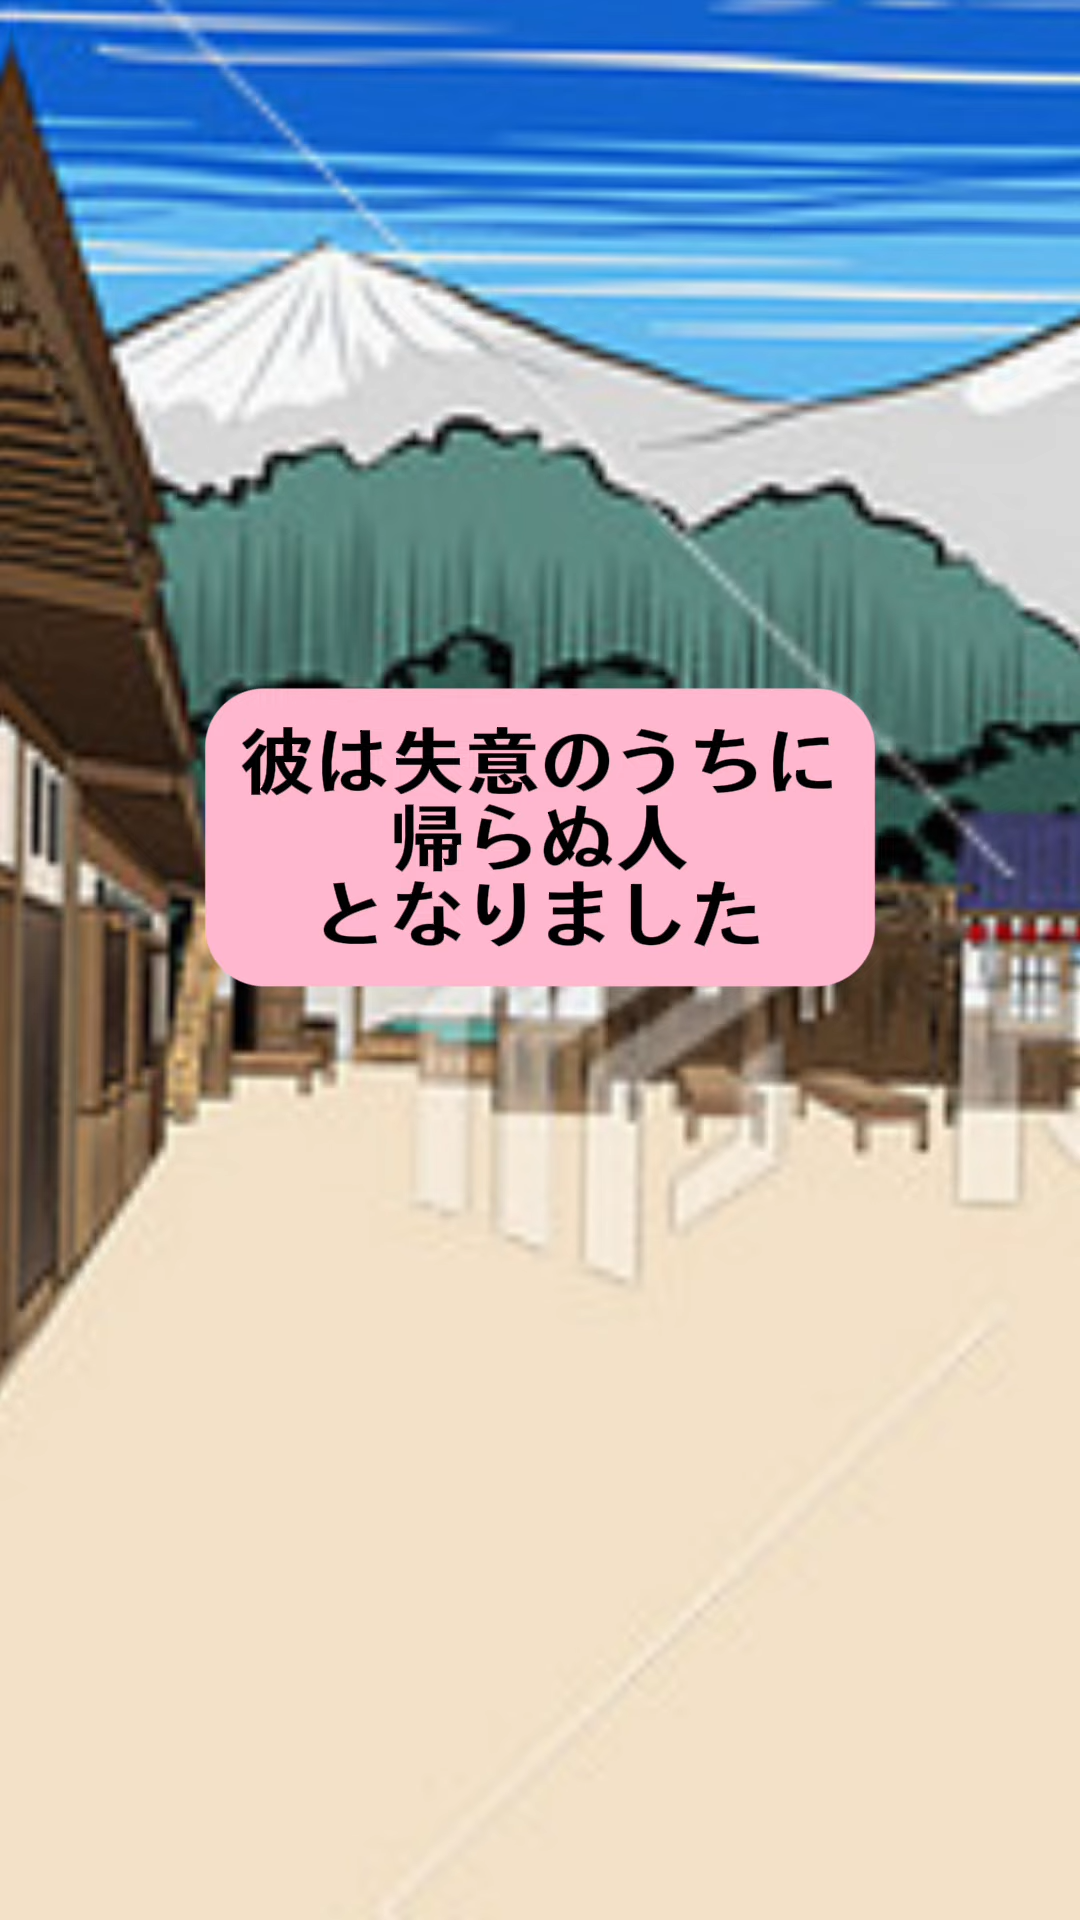 彼は失意のうちに
帰らぬ人
となりました